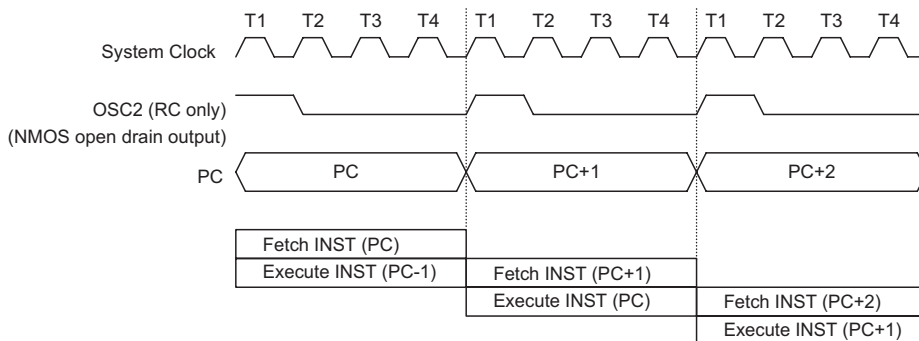 T1 T2 T3 T4 T1 T2 T3 T4 T1 T2 T3 T4
System Clock
OSC2 (RC only)
(NMOS open drain output)
PC PC PC+1 PC+2
Fetch INST (PC)
Execute INST (PC-1) Fetch INST (PC+1)
Execute INST (PC) Fetch INST (PC+2)
Execute INST (PC+1)